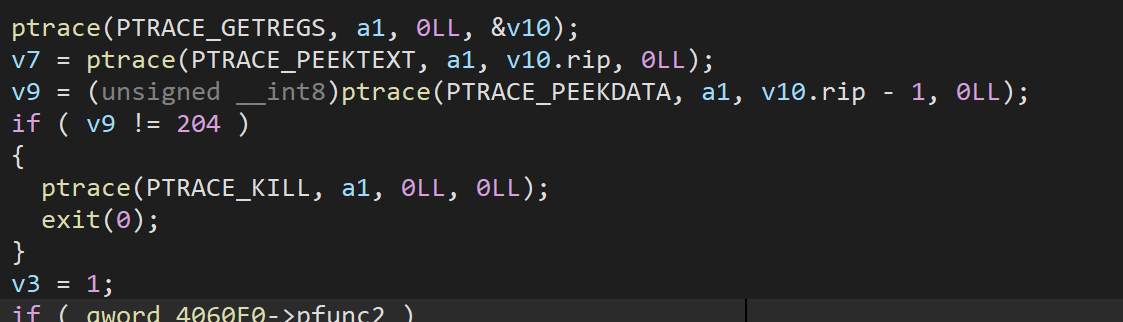 ptrace(PTRACE_GETREGS, a1, 0LL, &v10);
v7 = ptrace(PTRACE_PEEKTEXT, a1, v10.rip, 0LL);
v9 = (unsigned __int8)ptrace(PTRACE_PEEKDATA, a1, v10.rip - 1, 0LL);
if ( v9 != 204 )
{
  ptrace(PTRACE_KILL, a1, 0LL, 0LL);
  exit(0);
}
v3 = 1;
if ( qword_4060E0->pfunc2 )